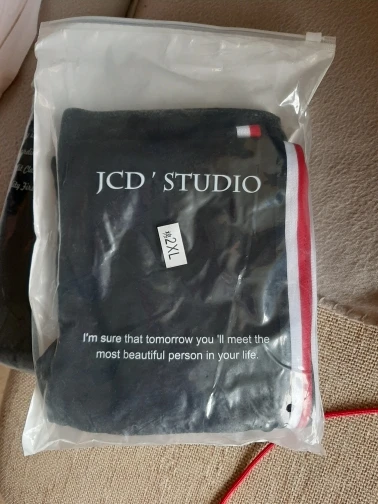 JCD ' STUDIO
2XL
I'm sure that tomorrow you 'll meet the
most beautiful person in your life.